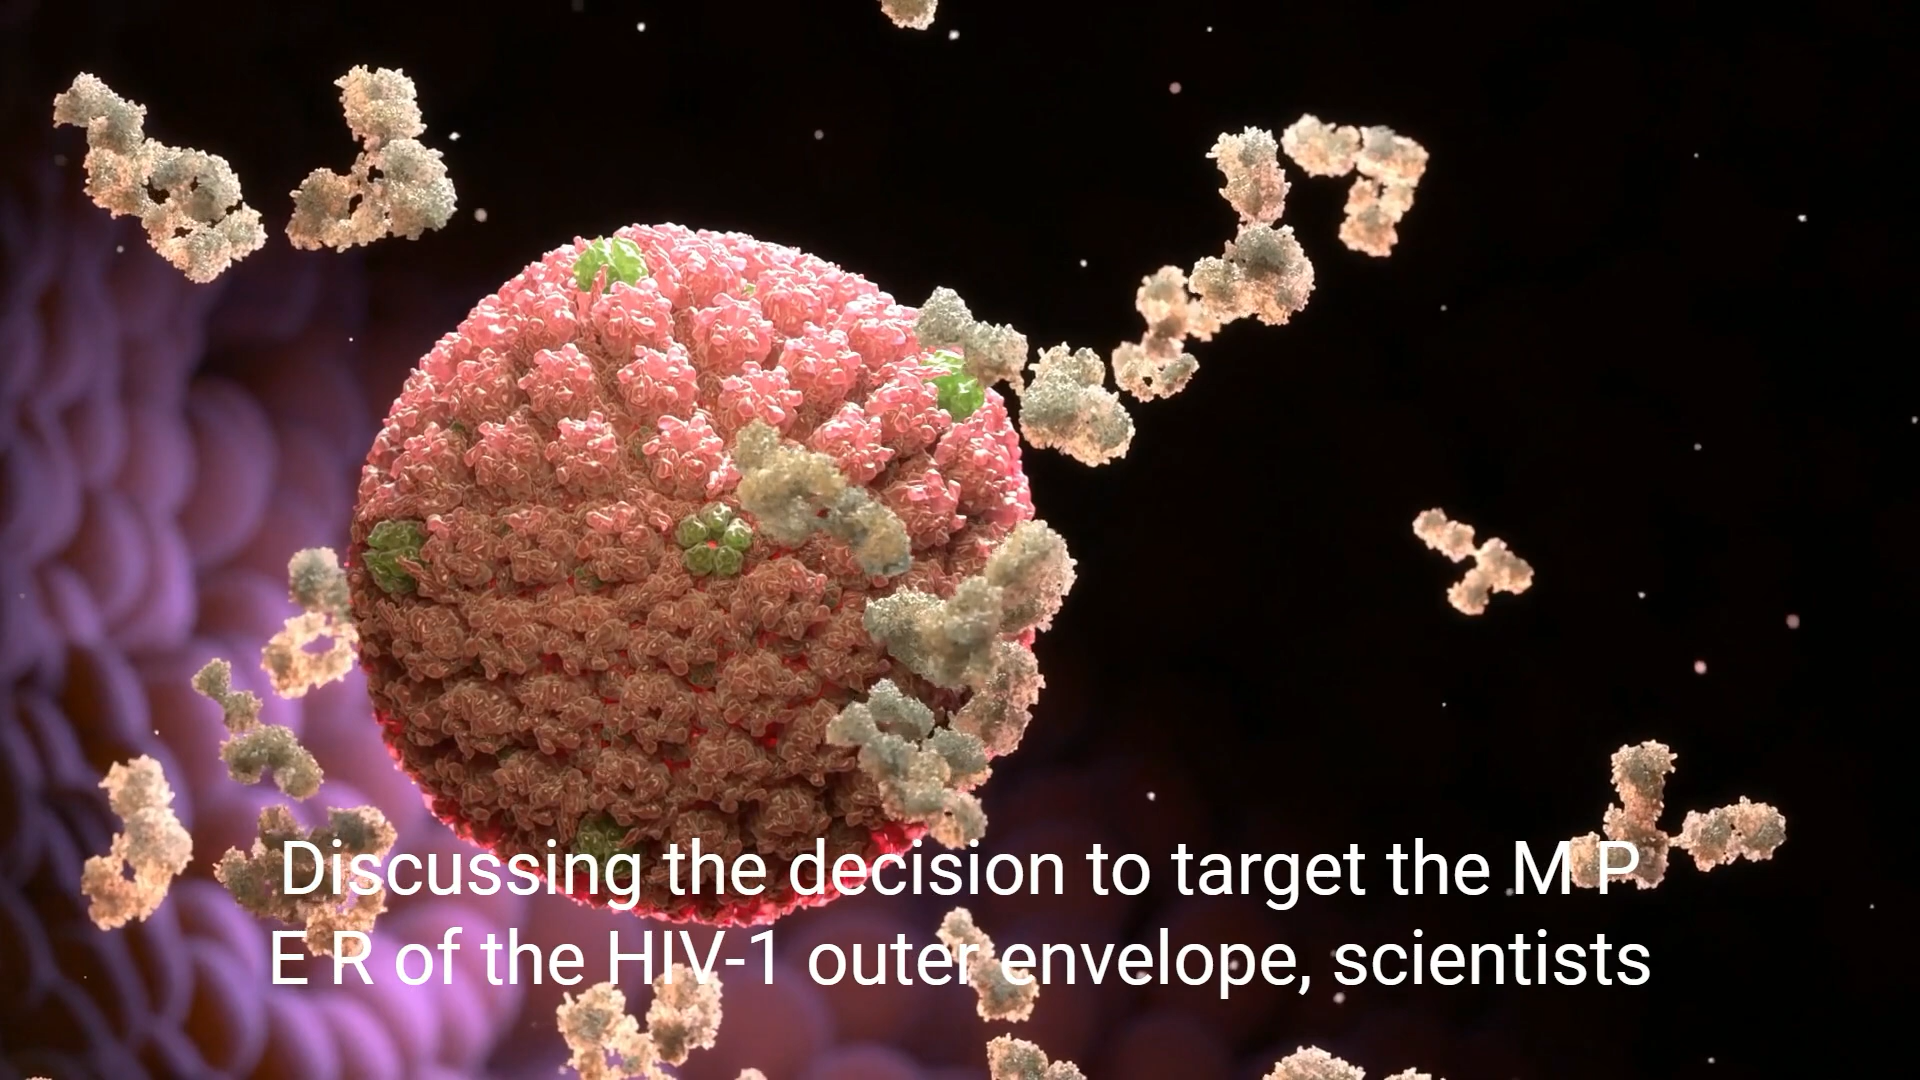 Discussing the decision to target the M P
E R of the HIV-1 outer envelope, scientists